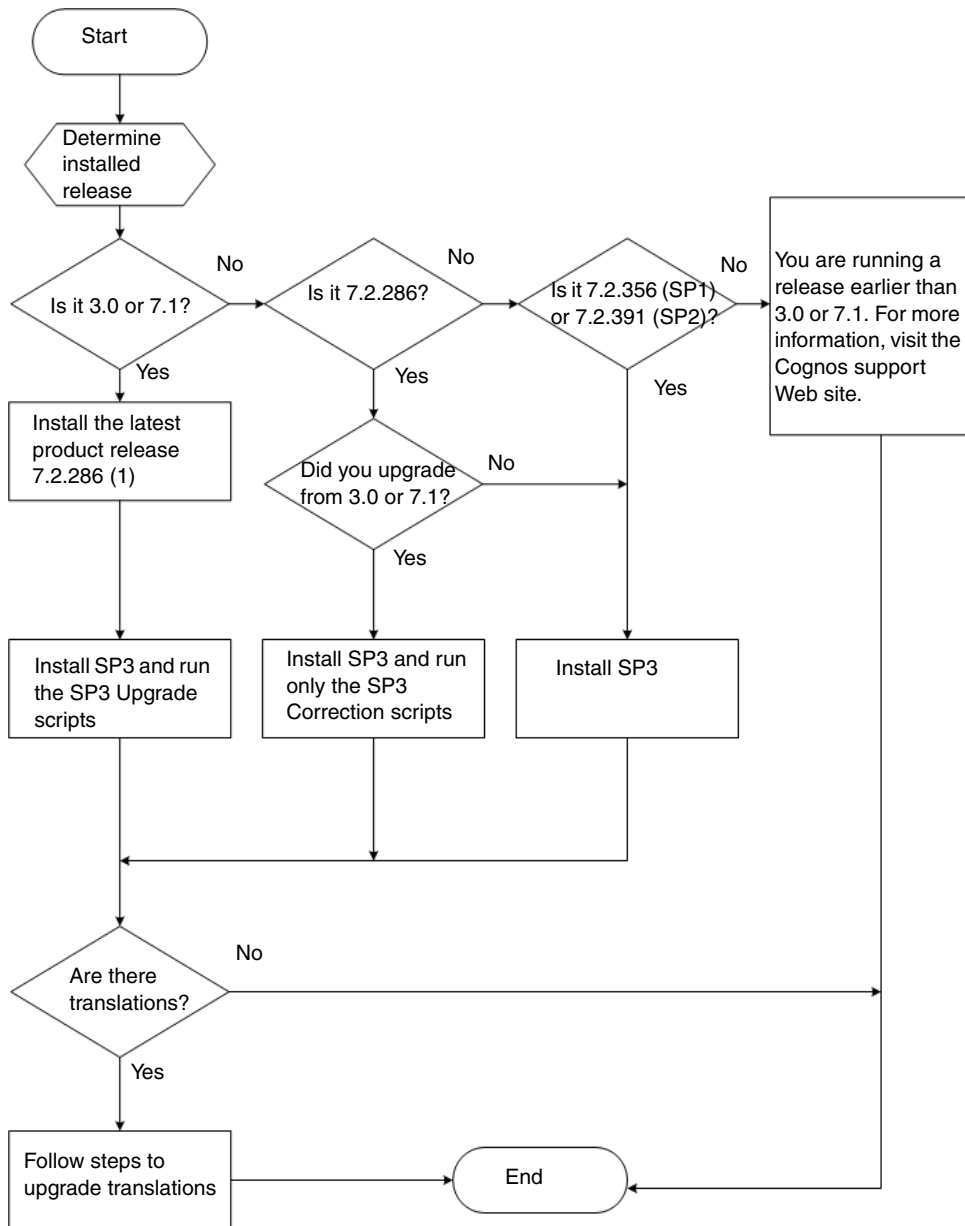 Start
Determine
installed
release
No
No
No
Is it 3.0 or 7.1?
Is it 7.2.286?
Is it 7.2.356 (SP1)
or 7.2.391 (SP2)?
You are running a
release earlier than
3.0 or 7.1. For more
information, visit the
Cognos support
Web site.
Yes
Yes
Yes
Install the latest
product release
7.2.286 (1)
Did you upgrade
from 3.0 or 7.1?
No
Yes
Install SP3 and run
the SP3 Upgrade
scripts
Install SP3 and run
only the SP3
Correction scripts
Install SP3
Are there
translations?
No
Yes
Follow steps to
upgrade translations
End